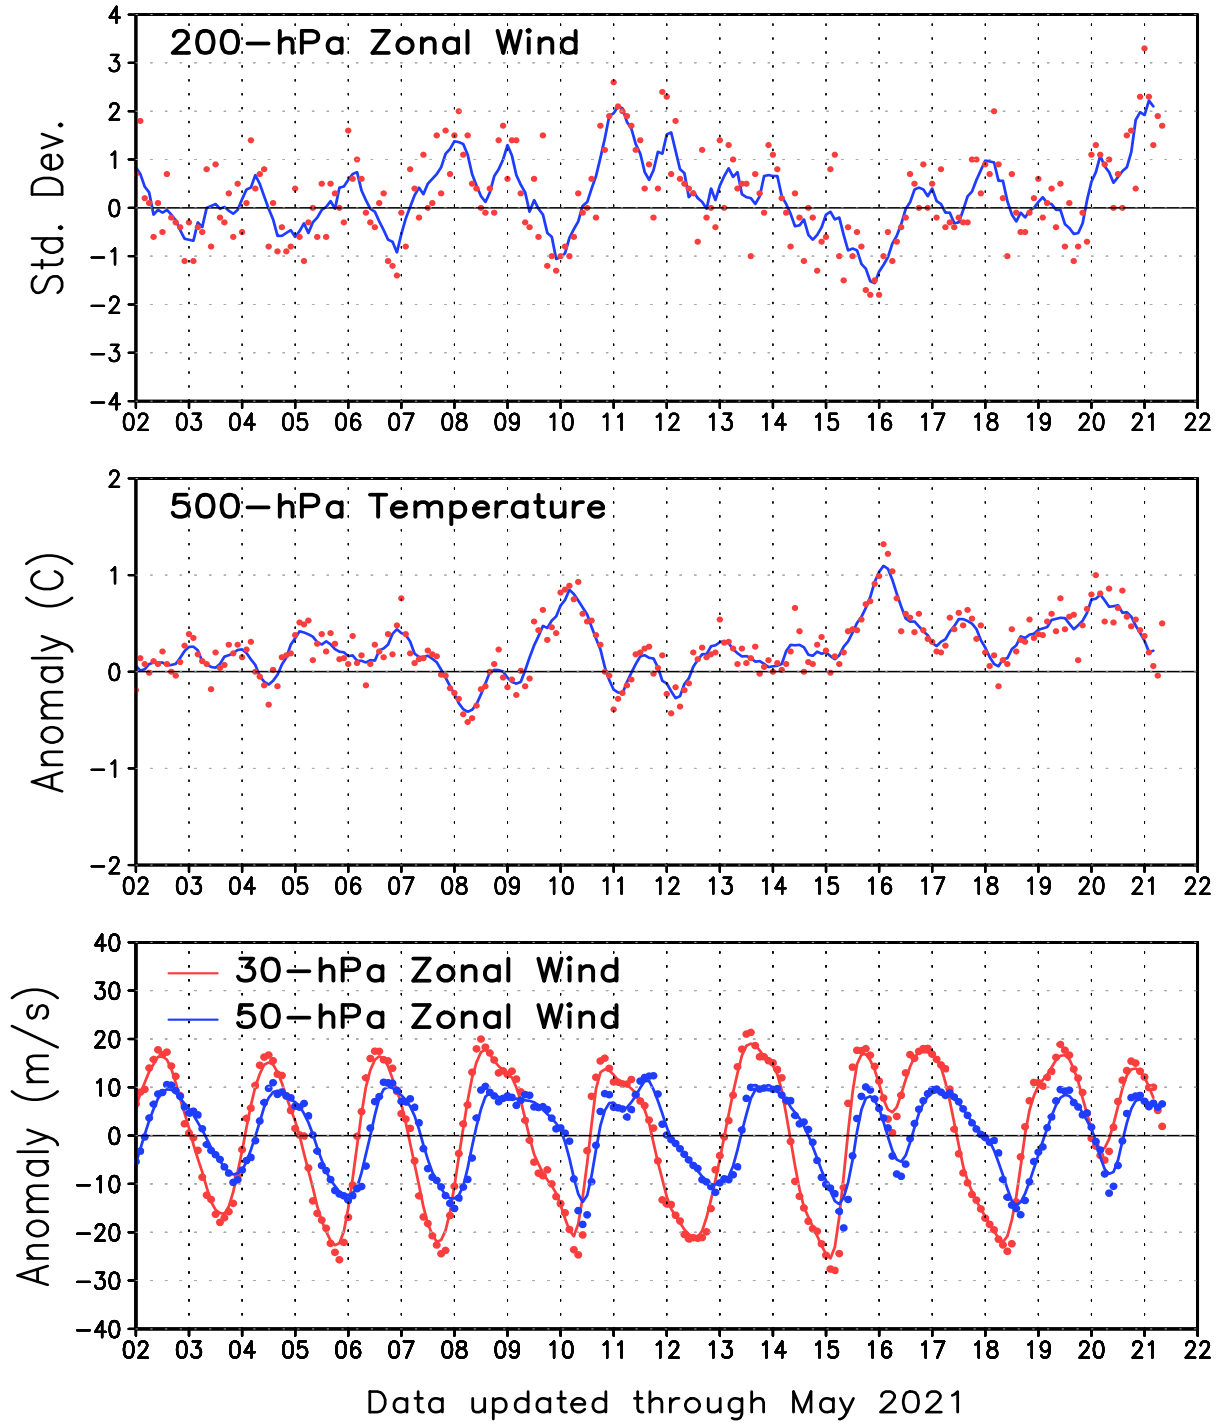 200-hPa Zonal Wind
Std. Dev.
4
3
2
1
0
-1
-2
-3
-4
02 03 04 05 06 07 08 09 10 11 12 13 14 15 16 17 18 19 20 21 22
500-hPa Temperature
Anomaly (C)
2
1
0
-1
-2
02 03 04 05 06 07 08 09 10 11 12 13 14 15 16 17 18 19 20 21 22
30-hPa Zonal Wind
50-hPa Zonal Wind
Anomaly (m/s)
40
30
20
10
0
-10
-20
-30
-40
02 03 04 05 06 07 08 09 10 11 12 13 14 15 16 17 18 19 20 21 22
Data updated through May 2021